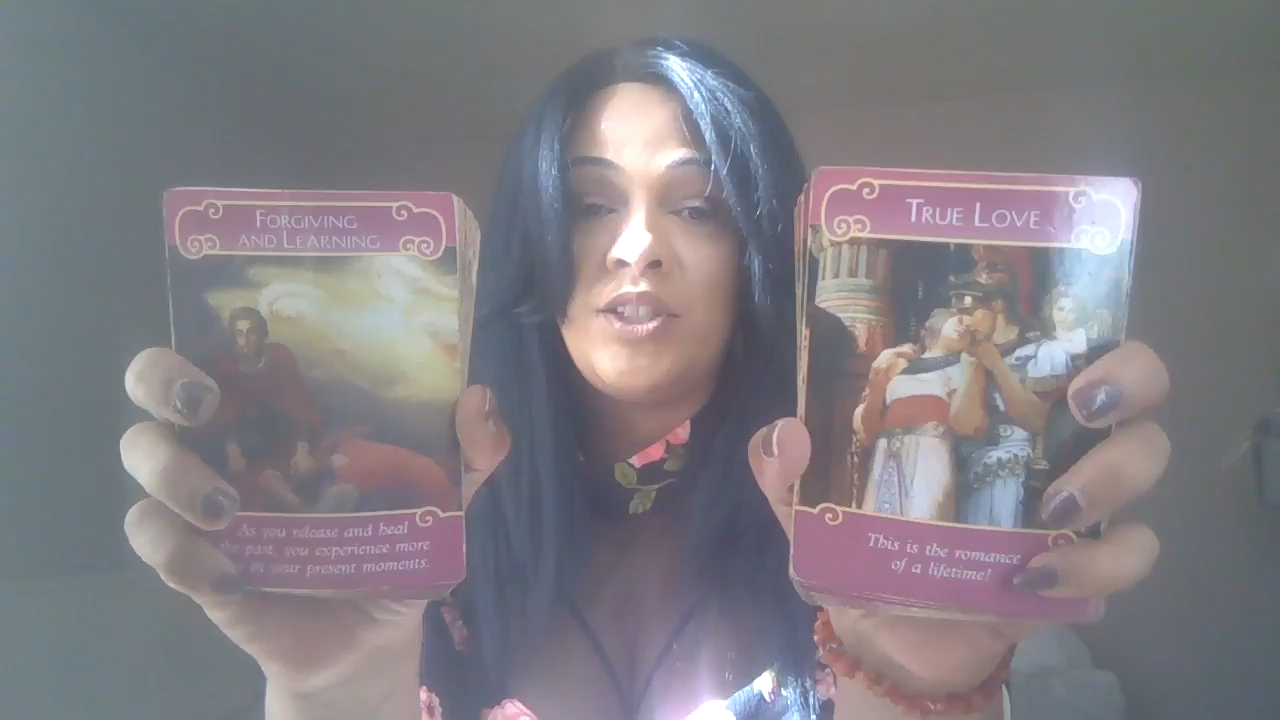 FORGIVING
AND LEARNING
As you release and heal
past, you experience more
in your present moments.
TRUE LOVE
This is the romance
of a lifetime!